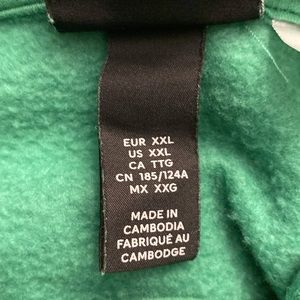 EUR XXL
US XXL
CA TTG
CN 185/124A
MX XXG
MADE IN
CAMBODIA
FABRIQUÉ AU
CAMBODGE